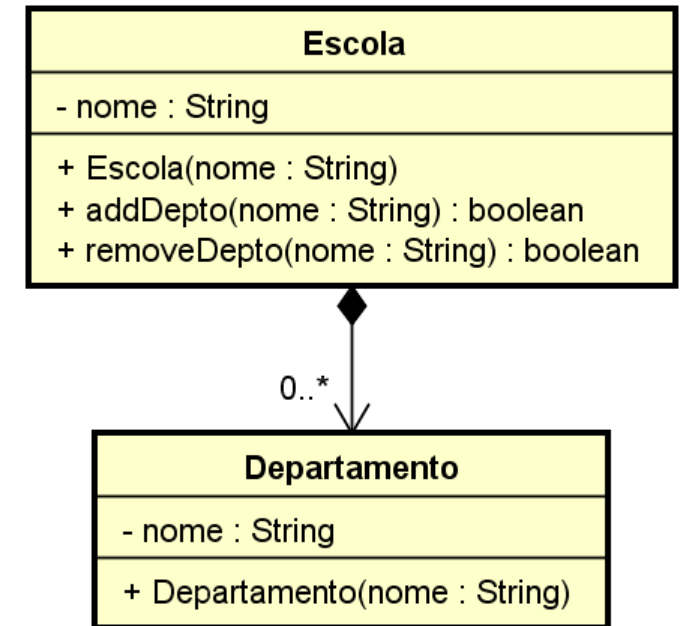 Escola
- nome : String
+ Escola(nome : String)
+ addDepto(nome : String) : boolean
+ removeDepto(nome : String) : boolean
0..*
Departamento
- nome : String
+ Departamento(nome : String)